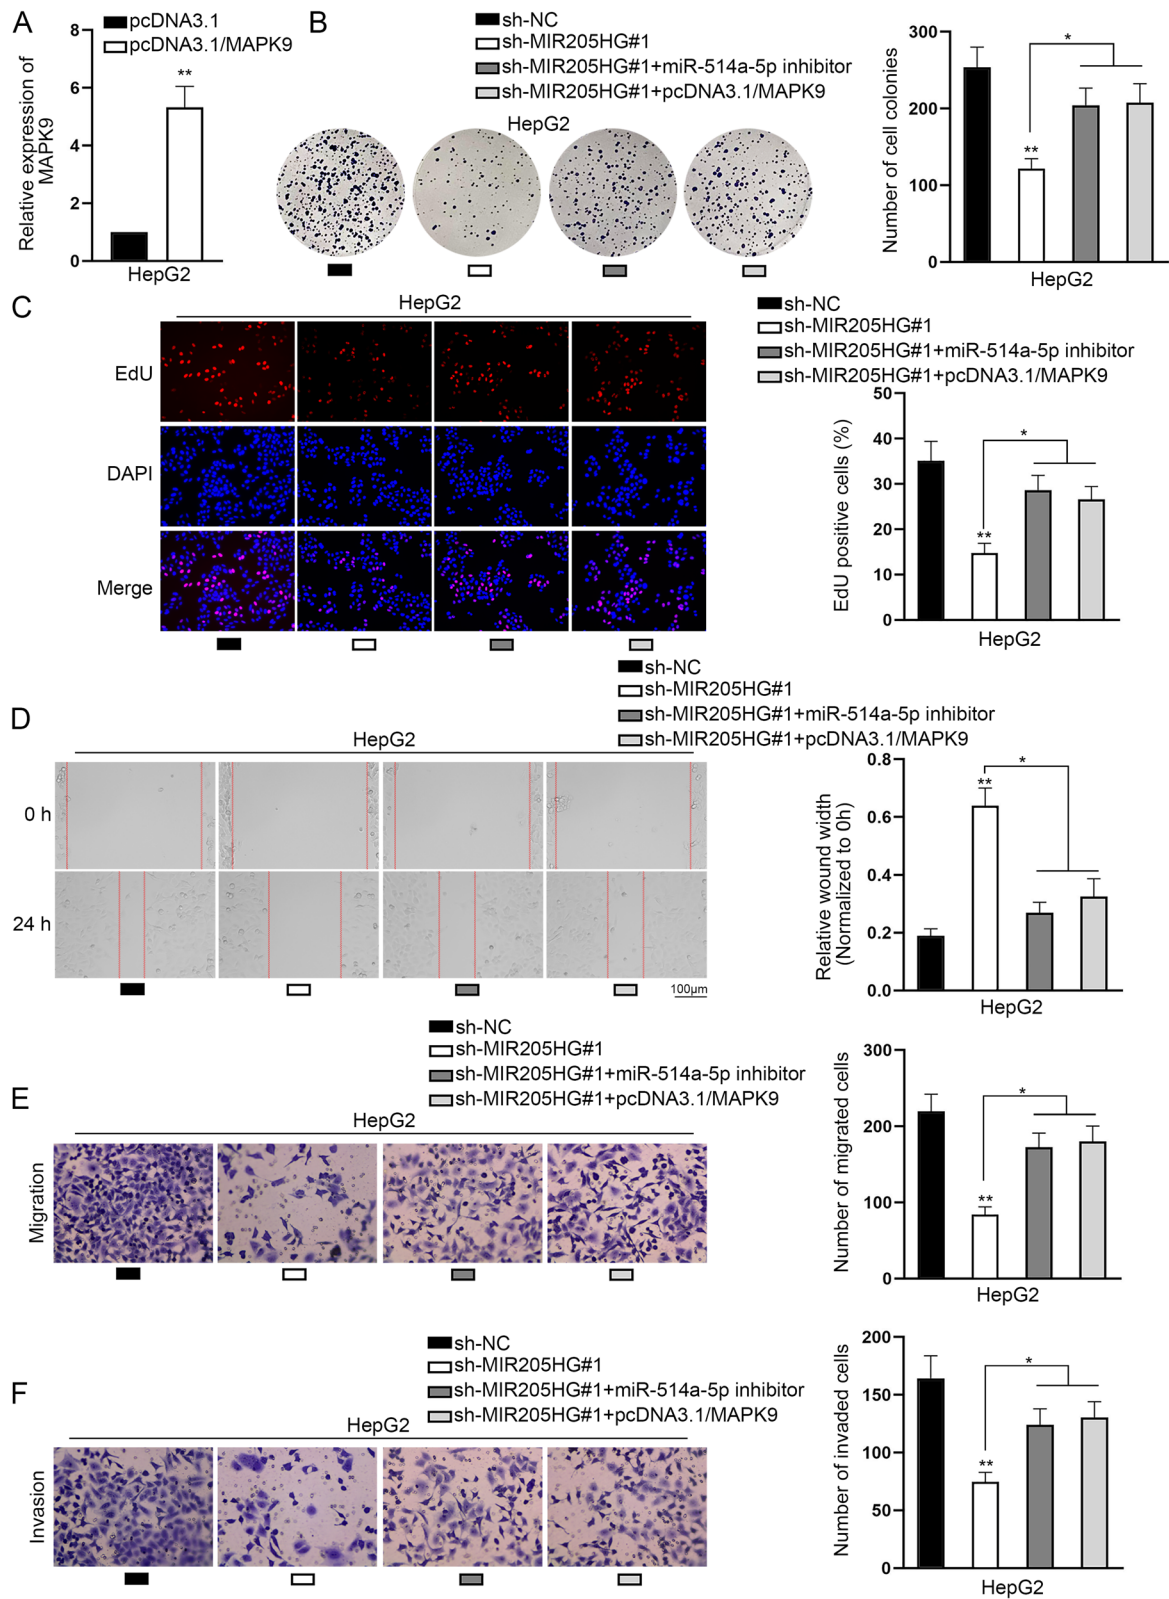 A
pcDNA3.1
pcDNA3.1/MAPK9
Relative expression of
MAPK9
8
6
4
2
0
**
HepG2
B
sh-NC
sh-MIR205HG#1
sh-MIR205HG#1+miR-514a-5p inhibitor
sh-MIR205HG#1+pcDNA3.1/MAPK9
HepG2
Number of cell colonies
300
200
100
0
**
*
HepG2
C
HepG2
EdU
DAPI
Merge
sh-NC
sh-MIR205HG#1
sh-MIR205HG#1+miR-514a-5p inhibitor
sh-MIR205HG#1+pcDNA3.1/MAPK9
EdU positive cells (%)
50
40
30
20
10
0
**
*
HepG2
D
sh-NC
sh-MIR205HG#1
sh-MIR205HG#1+miR-514a-5p inhibitor
sh-MIR205HG#1+pcDNA3.1/MAPK9
HepG2
0 h
24 h
100μm
Relative wound width
(Normalized to 0h)
0.8
0.6
0.4
0.2
0.0
**
*
HepG2
E
sh-NC
sh-MIR205HG#1
sh-MIR205HG#1+miR-514a-5p inhibitor
sh-MIR205HG#1+pcDNA3.1/MAPK9
HepG2
Migration
Number of migrated cells
300
200
100
0
**
*
HepG2
F
sh-NC
sh-MIR205HG#1
sh-MIR205HG#1+miR-514a-5p inhibitor
sh-MIR205HG#1+pcDNA3.1/MAPK9
HepG2
Invasion
Number of invaded cells
200
150
100
50
0
**
*
HepG2